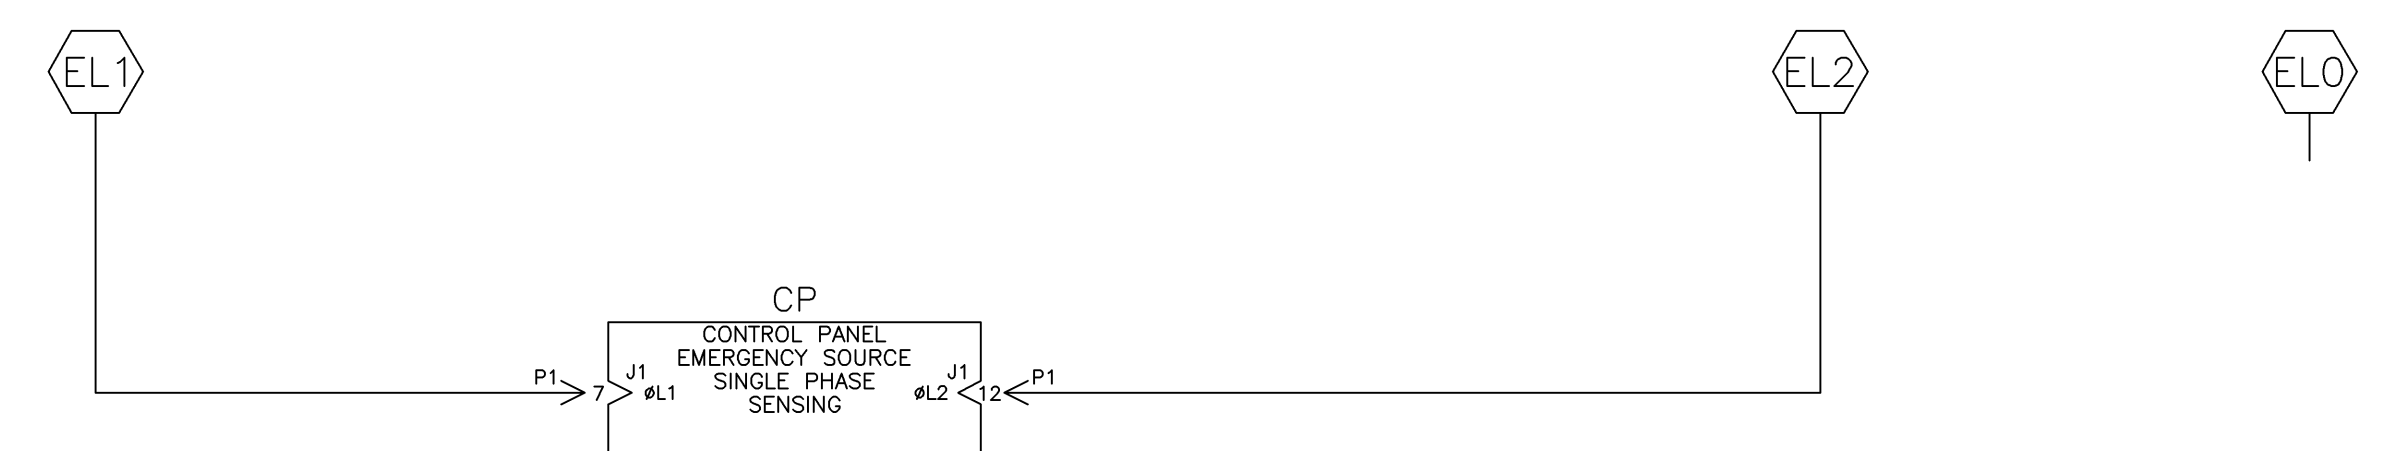 EL1
EL2
EL0
CP
CONTROL PANEL
EMERGENCY SOURCE
SINGLE PHASE
SENSING
P1
7
J1
øL1
J1
øL2
12
P1